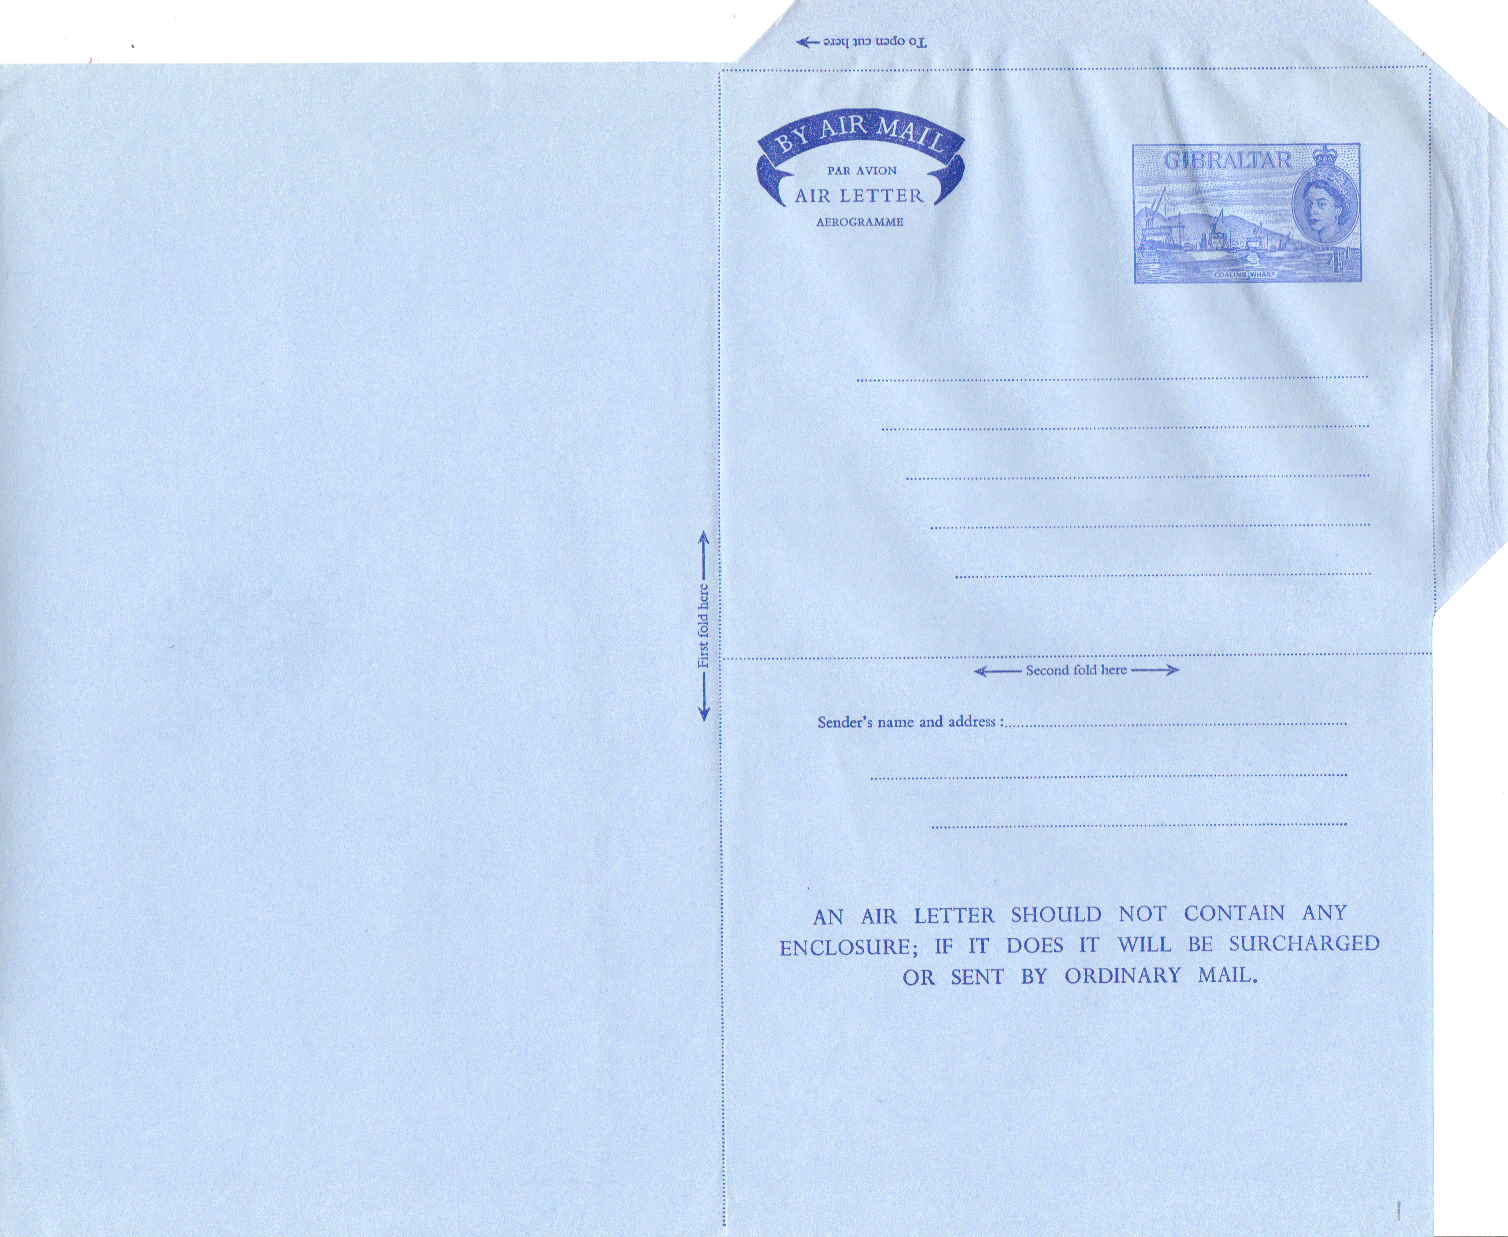 To open cut here
BY AIR MAIL
PAR AVION
AIR LETTER
AEROGRAMME
GIBRALTAR
COALING WHARF
First fold here
Second fold here
Sender's name and address :
AN AIR LETTER SHOULD NOT CONTAIN ANY
ENCLOSURE; IF IT DOES IT WILL BE SURCHARGED
OR SENT BY ORDINARY MAIL.